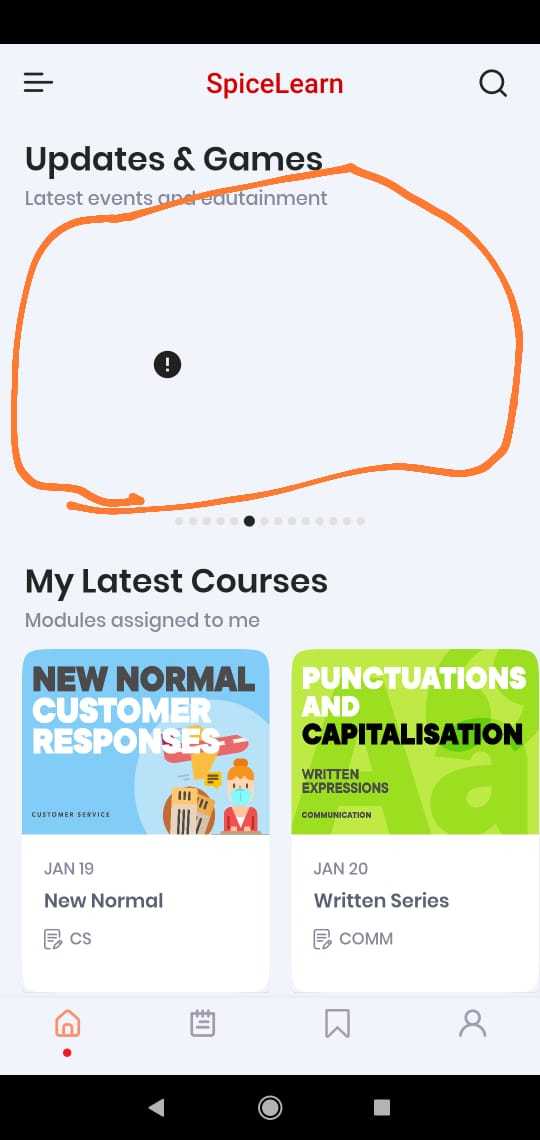 SpiceLearn
Updates & Games
Latest events and edutainment
My Latest Courses
Modules assigned to me
NEW NORMAL
CUSTOMER
RESPONSES
CUSTOMER SERVICE
JAN 19
New Normal
CS
PUNCTUATIONS
AND
CAPITALISATION
WRITTEN
EXPRESSIONS
COMMUNICATION
JAN 20
Written Series
COMM